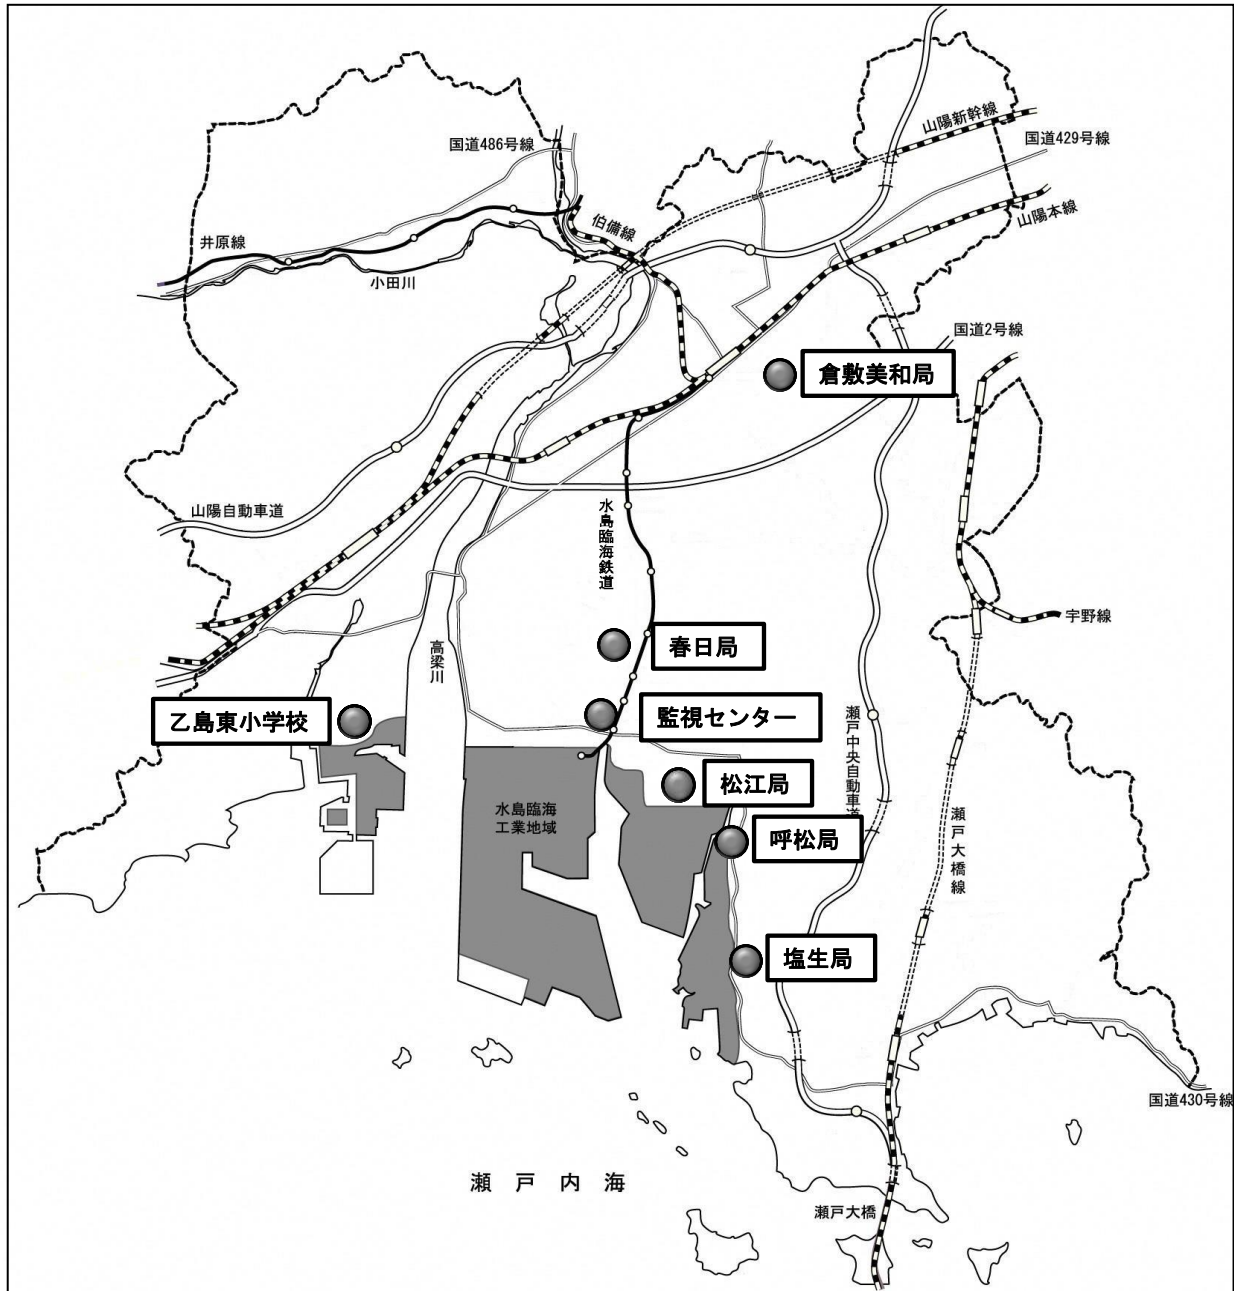 山陽新幹線
国道486号線
国道429号線
伯備線
山陽本線
井原線
小田川
国道2号線
倉敷美和局
山陽自動車道
水島臨海鉄道
宇野線
春日局
高梁川
乙島東小学校
監視センター
瀬戸中央自動車道
松江局
水島臨海
工業地域
呼松局
瀬戸大橋線
塩生局
国道430号線
瀬戸内海
瀬戸大橋